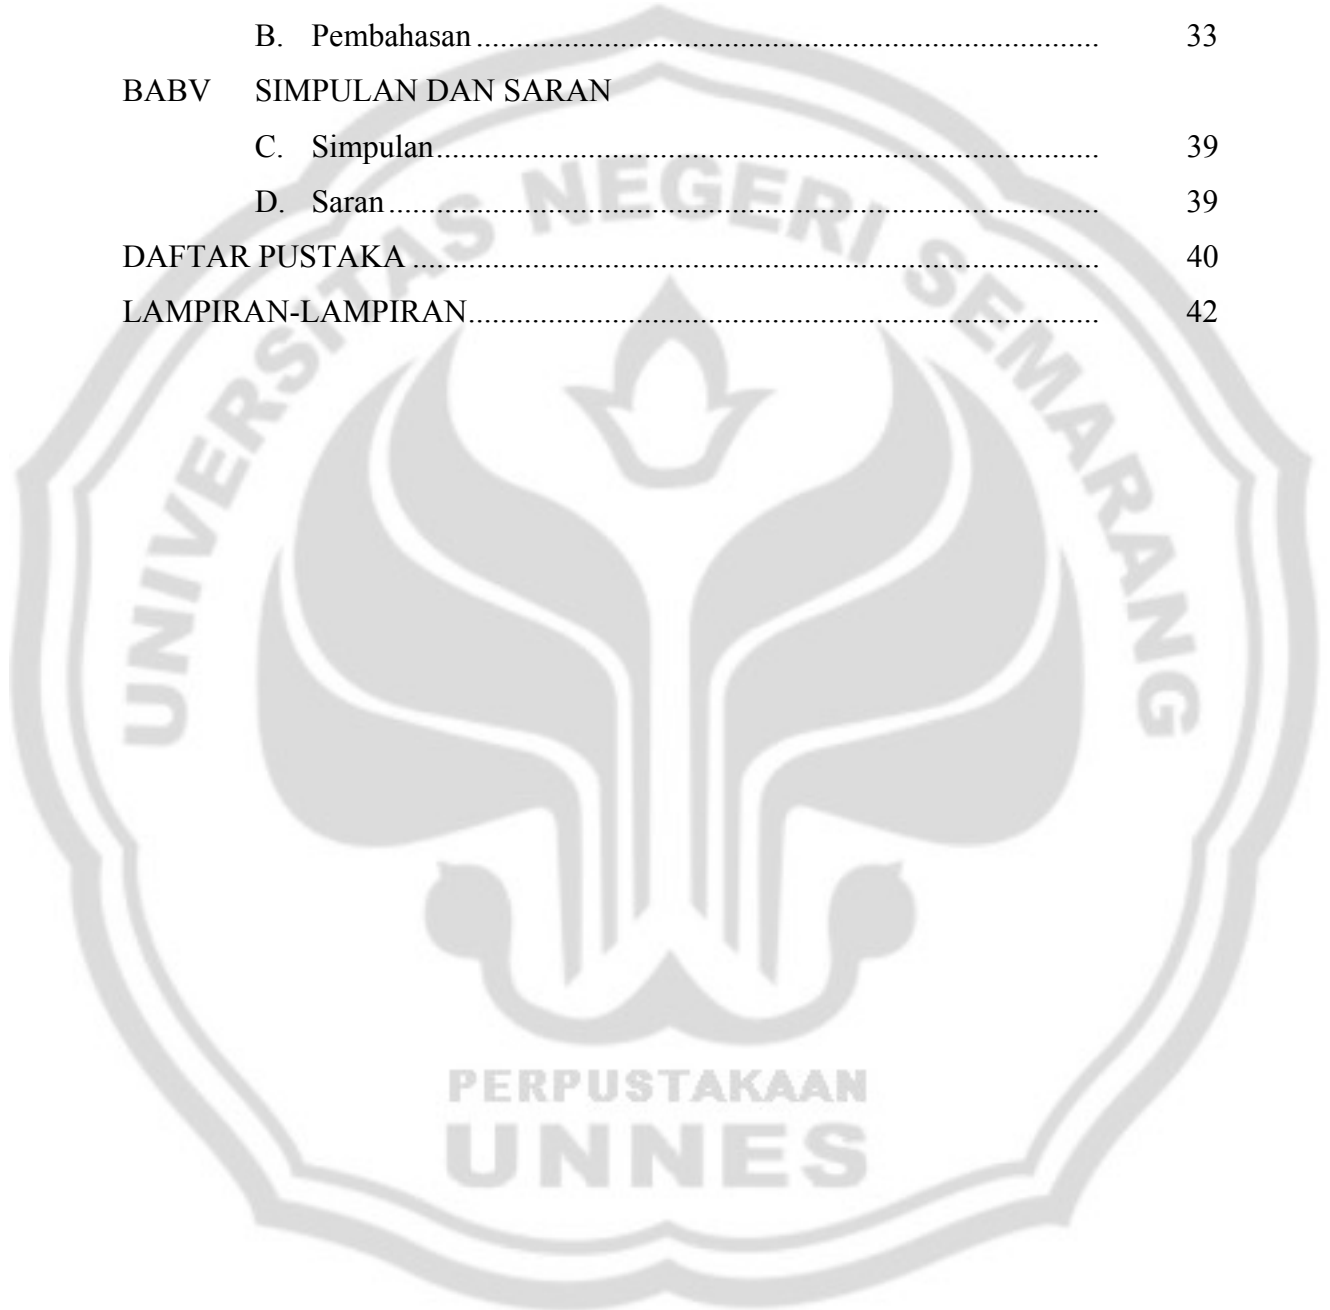 B. Pembahasan ........................................................................ 33
BABV SIMPULAN DAN SARAN
C. Simpulan ........................................................................ 39
D. Saran ........................................................................ 39
DAFTAR PUSTAKA ........................................................................ 40
LAMPIRAN-LAMPIRAN ........................................................................ 42
UNIVERSITAS NEGERI SEMARANG
PERPUSTAKAAN
UNNES